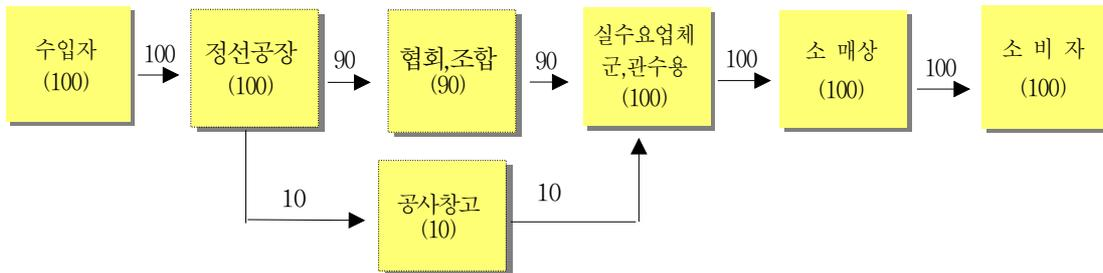 수입자
(100)
100
정선공장
(100)
90
협회,조합
(90)
90
실수요업체
군,관수용
(100)
100
소 매상
(100)
100
소 비 자
(100)
10
공사창고
(10)
10